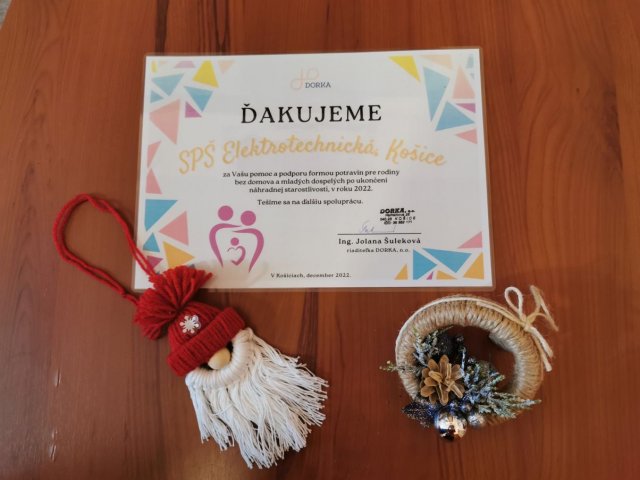 DORKA
ĎAKUJEME
SPŠ Elektrotechnická, Košice
za Vašu pomoc a podporu formou potravín pre rodiny
bez domova a mladých dospelých po ukončení
náhradnej starostlivosti, v roku 2022.
Tešíme sa na ďalšiu spoluprácu.
DORKA, n.o.
Ing. Jolana Šuleková
riaditeľka DORKA, n.o.
V Košiciach, december 2022.